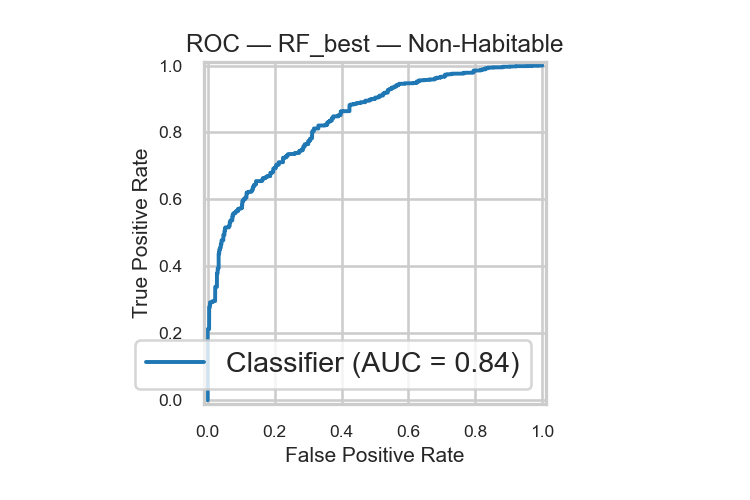 ROC — RF_best — Non-Habitable
True Positive Rate
1.0
0.8
0.6
0.4
0.2
0.0
Classifier (AUC = 0.84)
0.0 0.2 0.4 0.6 0.8 1.0
False Positive Rate